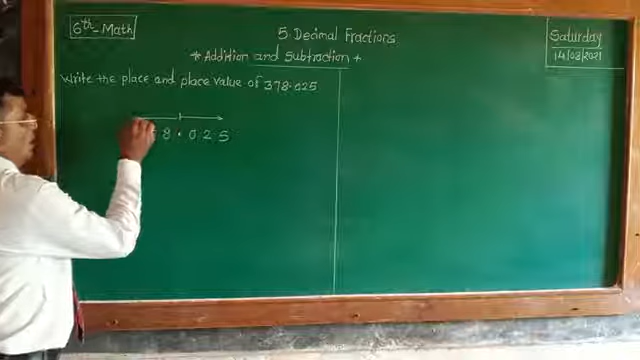 6th-Math
5. Decimal Fractions
* Addition and Subtraction +
Saturday
14/08/2021
Write the place and place value of 378.025
8 . 0 2 5